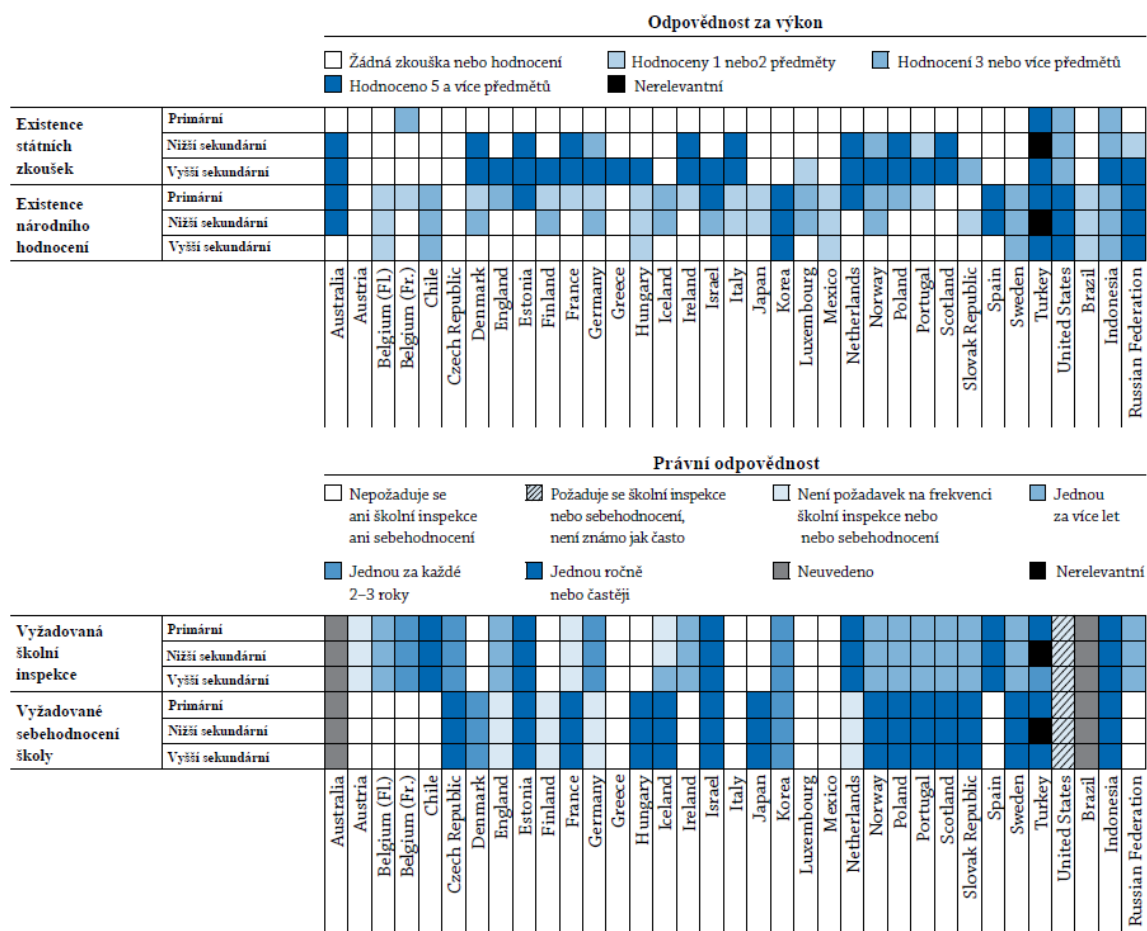 Odpovědnost za výkon
Žádná zkouška nebo hodnocení
Hodnoceny 1 nebo2 předměty
Hodnocení 3 nebo více předmětů
Hodnoceno 5 a více předmětů
Nerelevantní
Existence
státních
zkoušek
Primární
Nižší sekundární
Vyšší sekundární
Existence
národního
hodnocení
Primární
Nižší sekundární
Vyšší sekundární
Australia
Austria
Belgium (Fl.)
Belgium (Fr.)
Chile
Czech Republic
Denmark
England
Estonia
Finland
France
Germany
Greece
Hungary
Iceland
Ireland
Israel
Italy
Japan
Korea
Luxembourg
Mexico
Netherlands
Norway
Poland
Portugal
Scotland
Slovak Republic
Spain
Sweden
Turkey
United States
Brazil
Indonesia
Russian Federation
Právní odpovědnost
Nepožaduje se
ani školní inspekce
ani sebehodnocení
Požaduje se školní inspekce
nebo sebehodnocení,
není známo jak často
Není požadavek na frekvenci
školní inspekce nebo
nebo sebehodnocení
Jednou
za více let
Jednou za každé
2–3 roky
Jednou ročně
nebo častěji
Neuvedeno
Nerelevantní
Vyžadovaná
školní
inspekce
Primární
Nižší sekundární
Vyšší sekundární
Vyžadované
sebehodnocení
školy
Primární
Nižší sekundární
Vyšší sekundární
Australia
Austria
Belgium (Fl.)
Belgium (Fr.)
Chile
Czech Republic
Denmark
England
Estonia
Finland
France
Germany
Greece
Hungary
Iceland
Ireland
Israel
Italy
Japan
Korea
Luxembourg
Mexico
Netherlands
Norway
Poland
Portugal
Scotland
Slovak Republic
Spain
Sweden
Turkey
United States
Brazil
Indonesia
Russian Federation